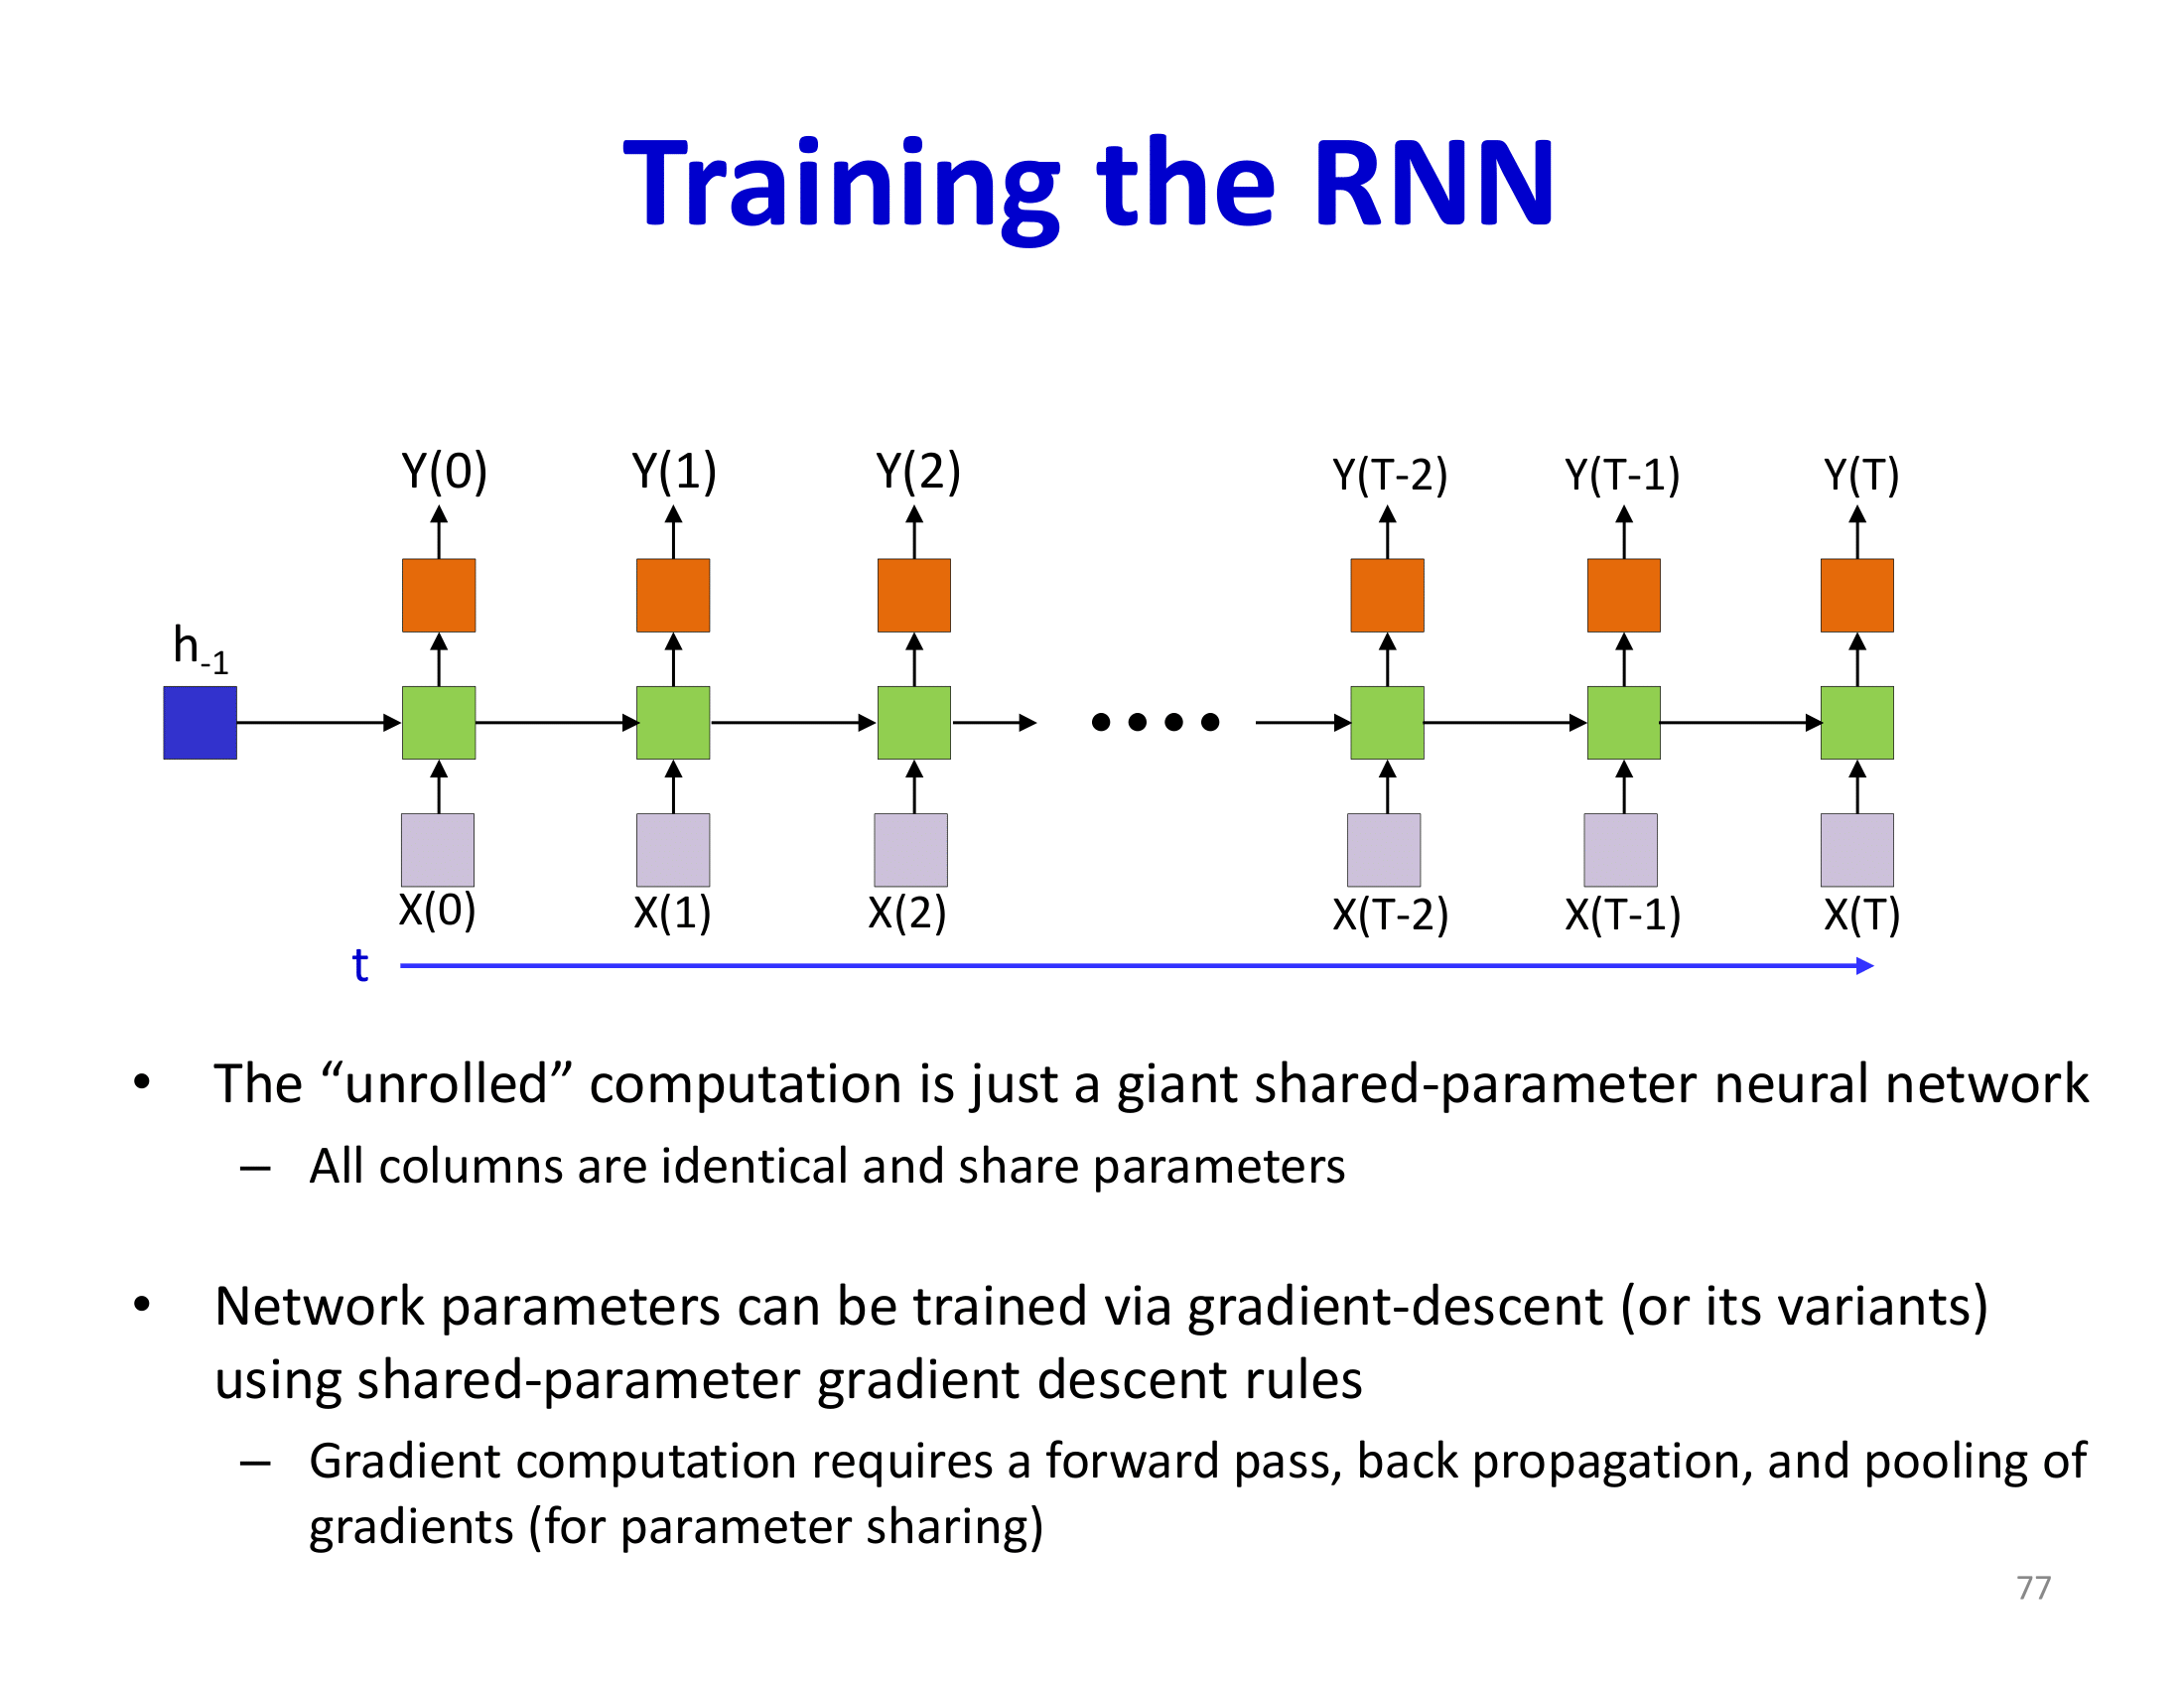 Training the RNN
Y(0) Y(1) Y(2) Y(T-2) Y(T-1) Y(T)
h-1
X(0) X(1) X(2) X(T-2) X(T-1) X(T)
t
• The “unrolled” computation is just a giant shared-parameter neural network
– All columns are identical and share parameters
• Network parameters can be trained via gradient-descent (or its variants)
using shared-parameter gradient descent rules
– Gradient computation requires a forward pass, back propagation, and pooling of
gradients (for parameter sharing)
77